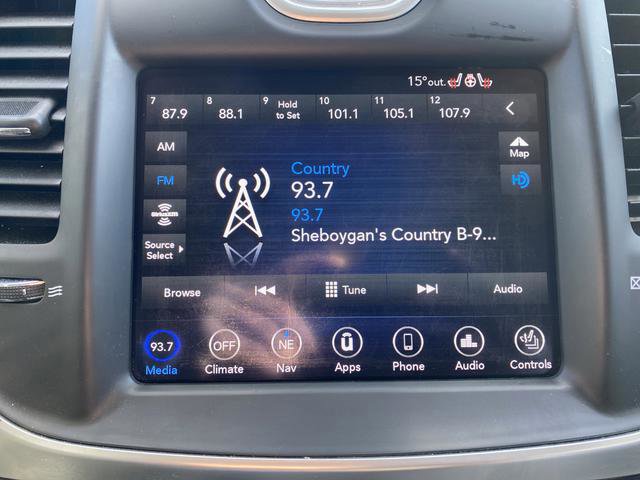 15°out.
7 8 9 Hold to Set 10 11 12
87.9 88.1 101.1 105.1 107.9
AM
Map
Country
FM
HD
93.7
93.7
SiriusXM
Sheboygan's Country B-9...
Source
Select
Browse Tune Audio
93.7 OFF NE
Media Climate Nav Apps Phone Audio Controls